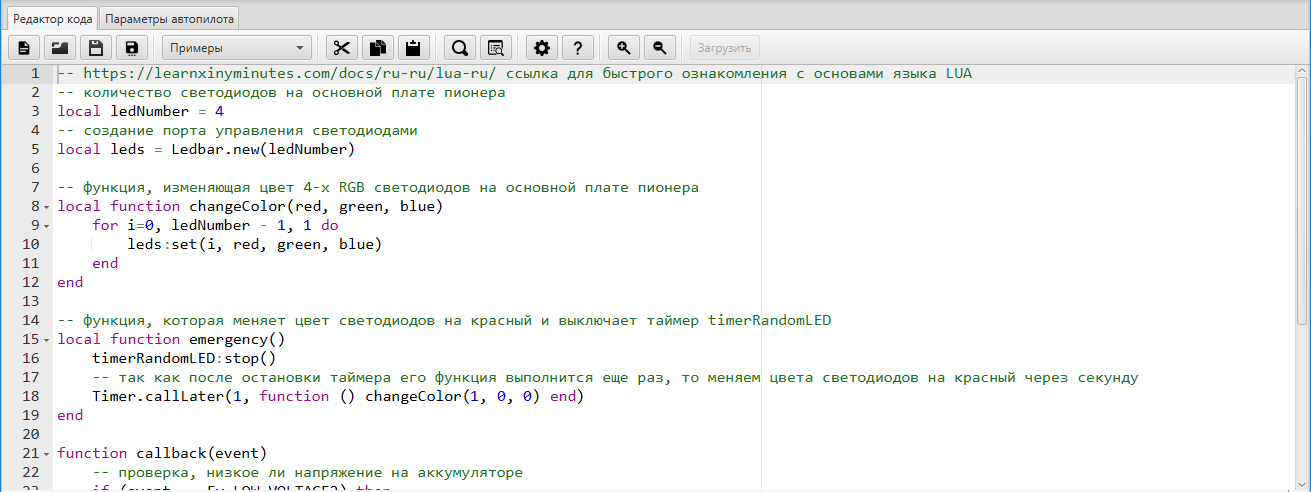 Редактор кода Параметры автопилота
Примеры ? Загрузить
1 -- https://learnxinyminutes.com/docs/ru-ru/lua-ru/ ссылка для быстрого ознакомления с основами языка LUA
2 -- количество светодиодов на основной плате пионера
3 local ledNumber = 4
4 -- создание порта управления светодиодами
5 local leds = Ledbar.new(ledNumber)
6
7 -- функция, изменяющая цвет 4-х RGB светодиодов на основной плате пионера
8 local function changeColor(red, green, blue)
9     for i=0, ledNumber - 1, 1 do
10         leds:set(i, red, green, blue)
11     end
12 end
13
14 -- функция, которая меняет цвет светодиодов на красный и выключает таймер timerRandomLED
15 local function emergency()
16     timerRandomLED:stop()
17     -- так как после остановки таймера его функция выполнится еще раз, то меняем цвета светодиодов на красный через секунду
18     Timer.callLater(1, function () changeColor(1, 0, 0) end)
19 end
20
21 function callback(event)
22     -- проверка, низкое ли напряжение на аккумуляторе
23     if (event